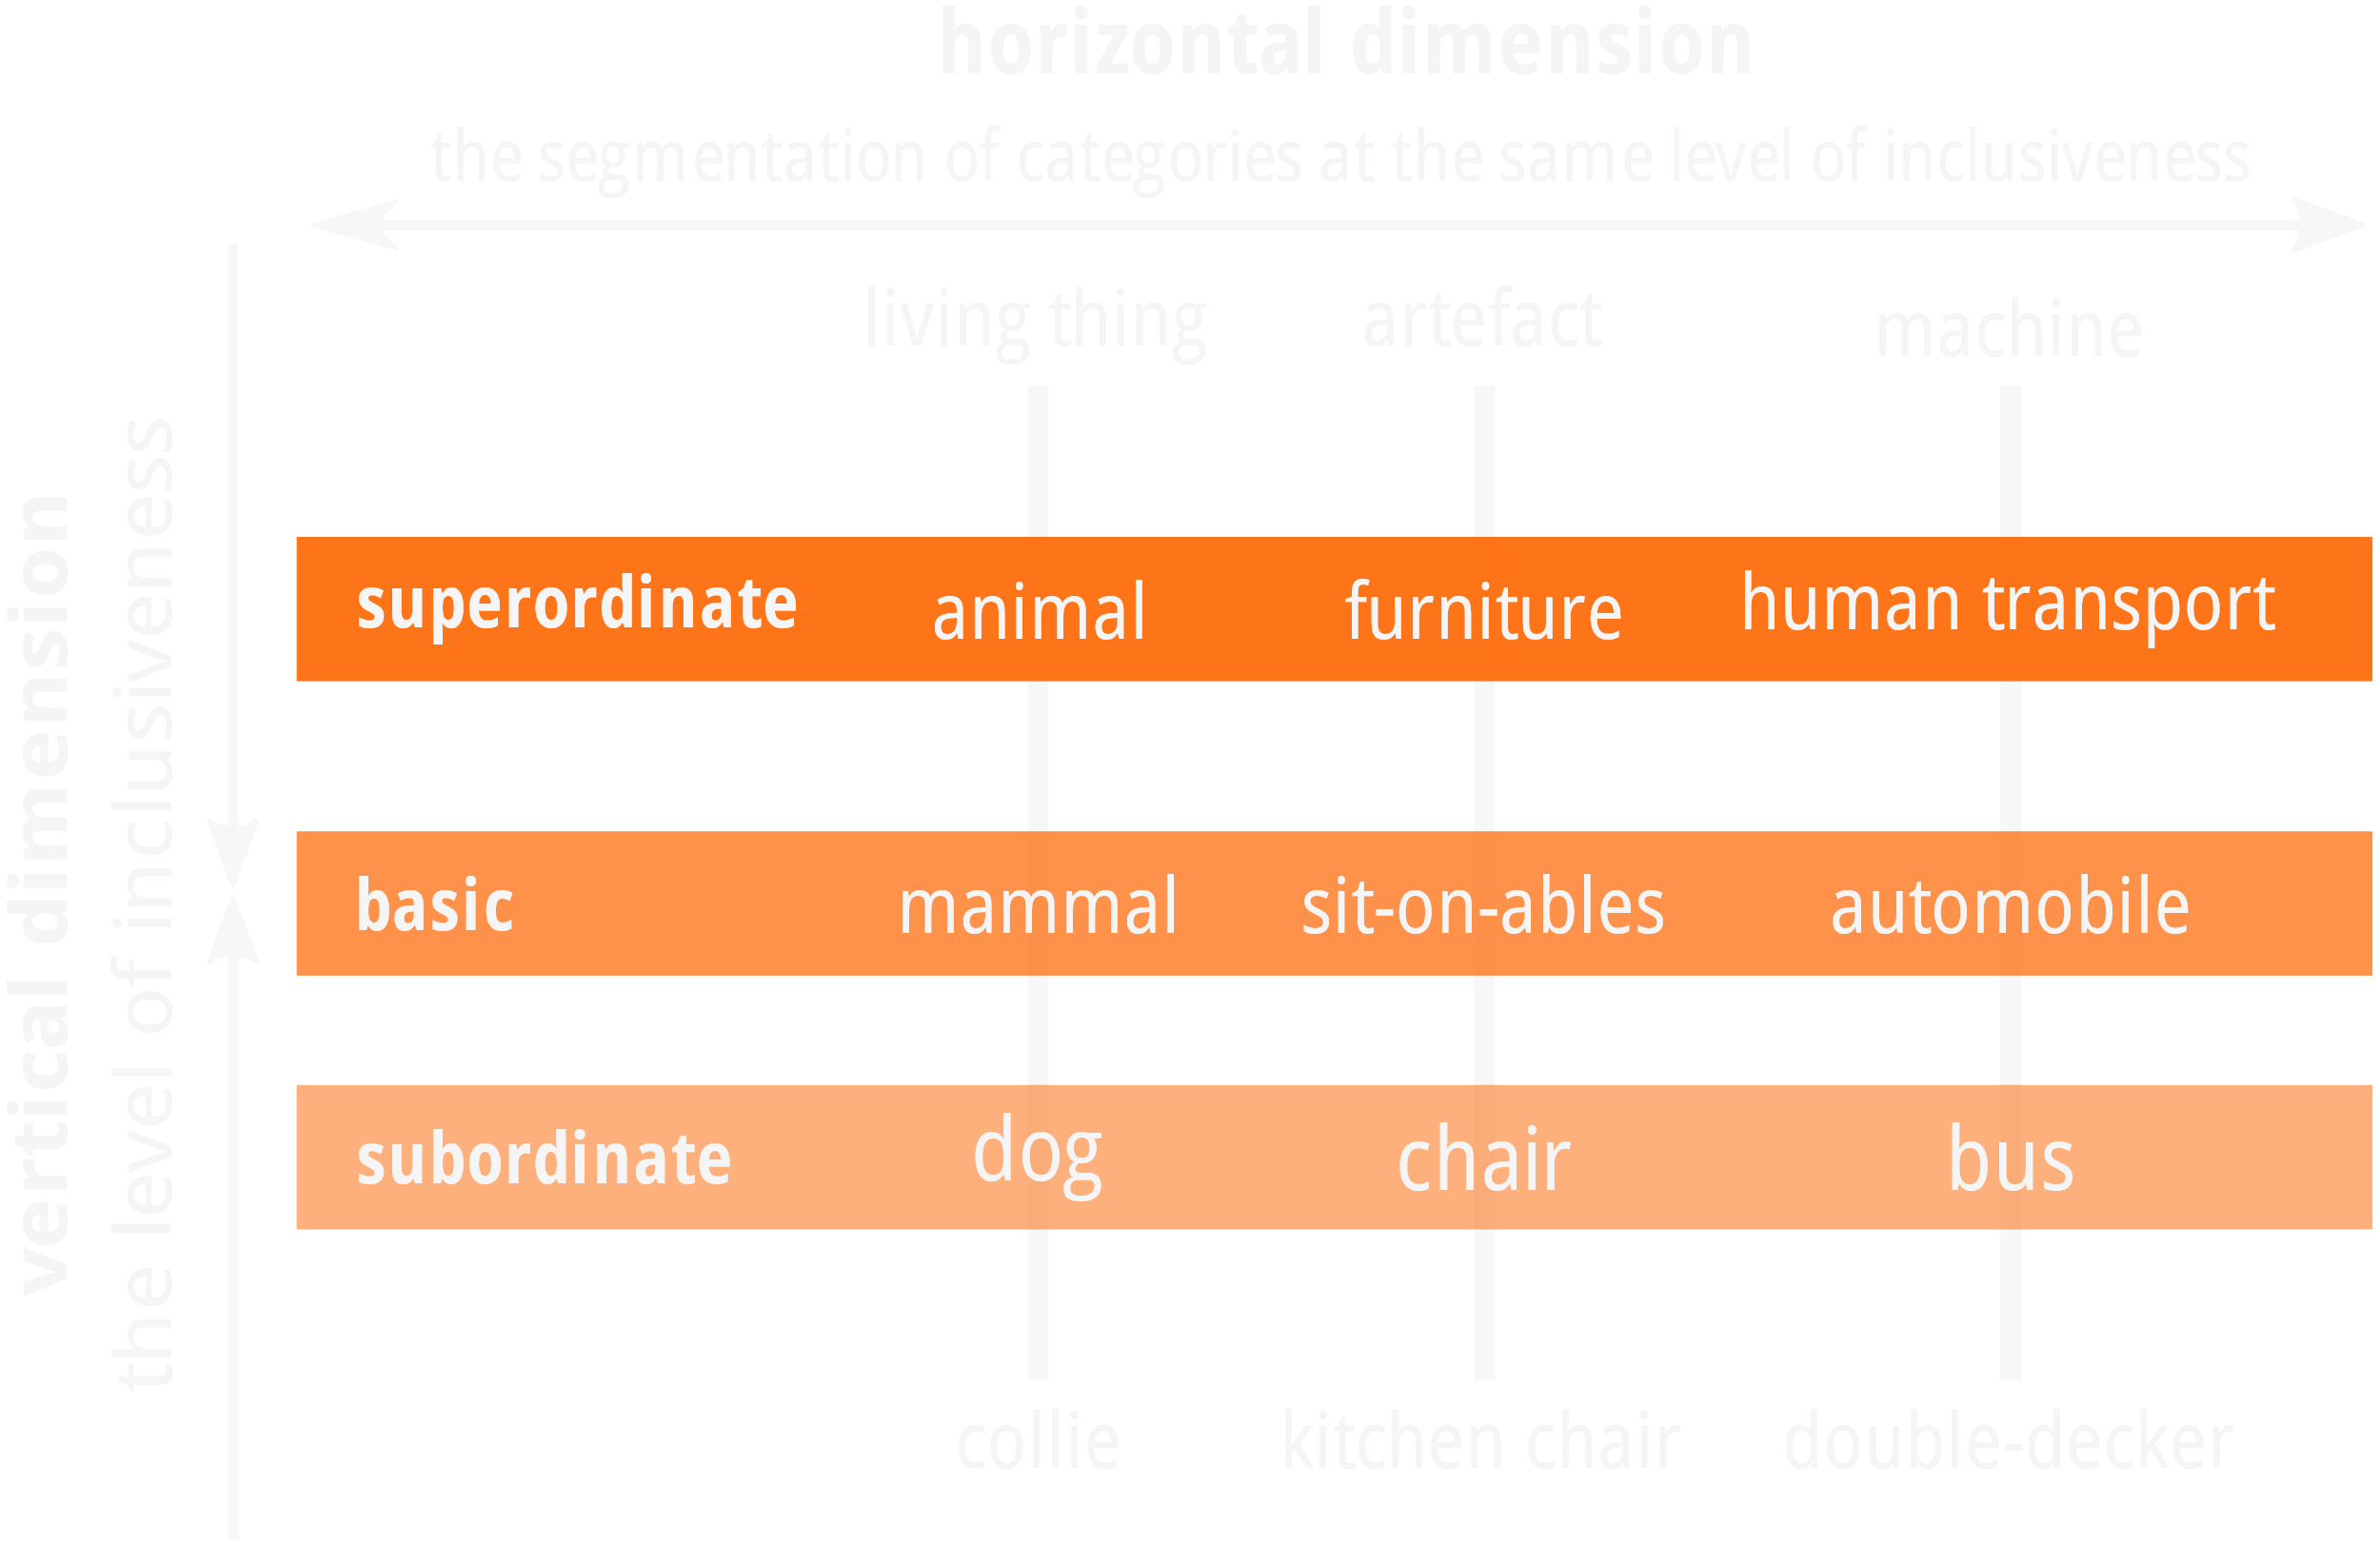 horizontal dimension
the segmentation of categories at the same level of inclusiveness
vertical dimension
the level of inclusiveness
living thing artefact machine
superordinate animal furniture human transport
basic mammal sit-on-ables automobile
subordinate dog chair bus
collie kitchen chair double-decker